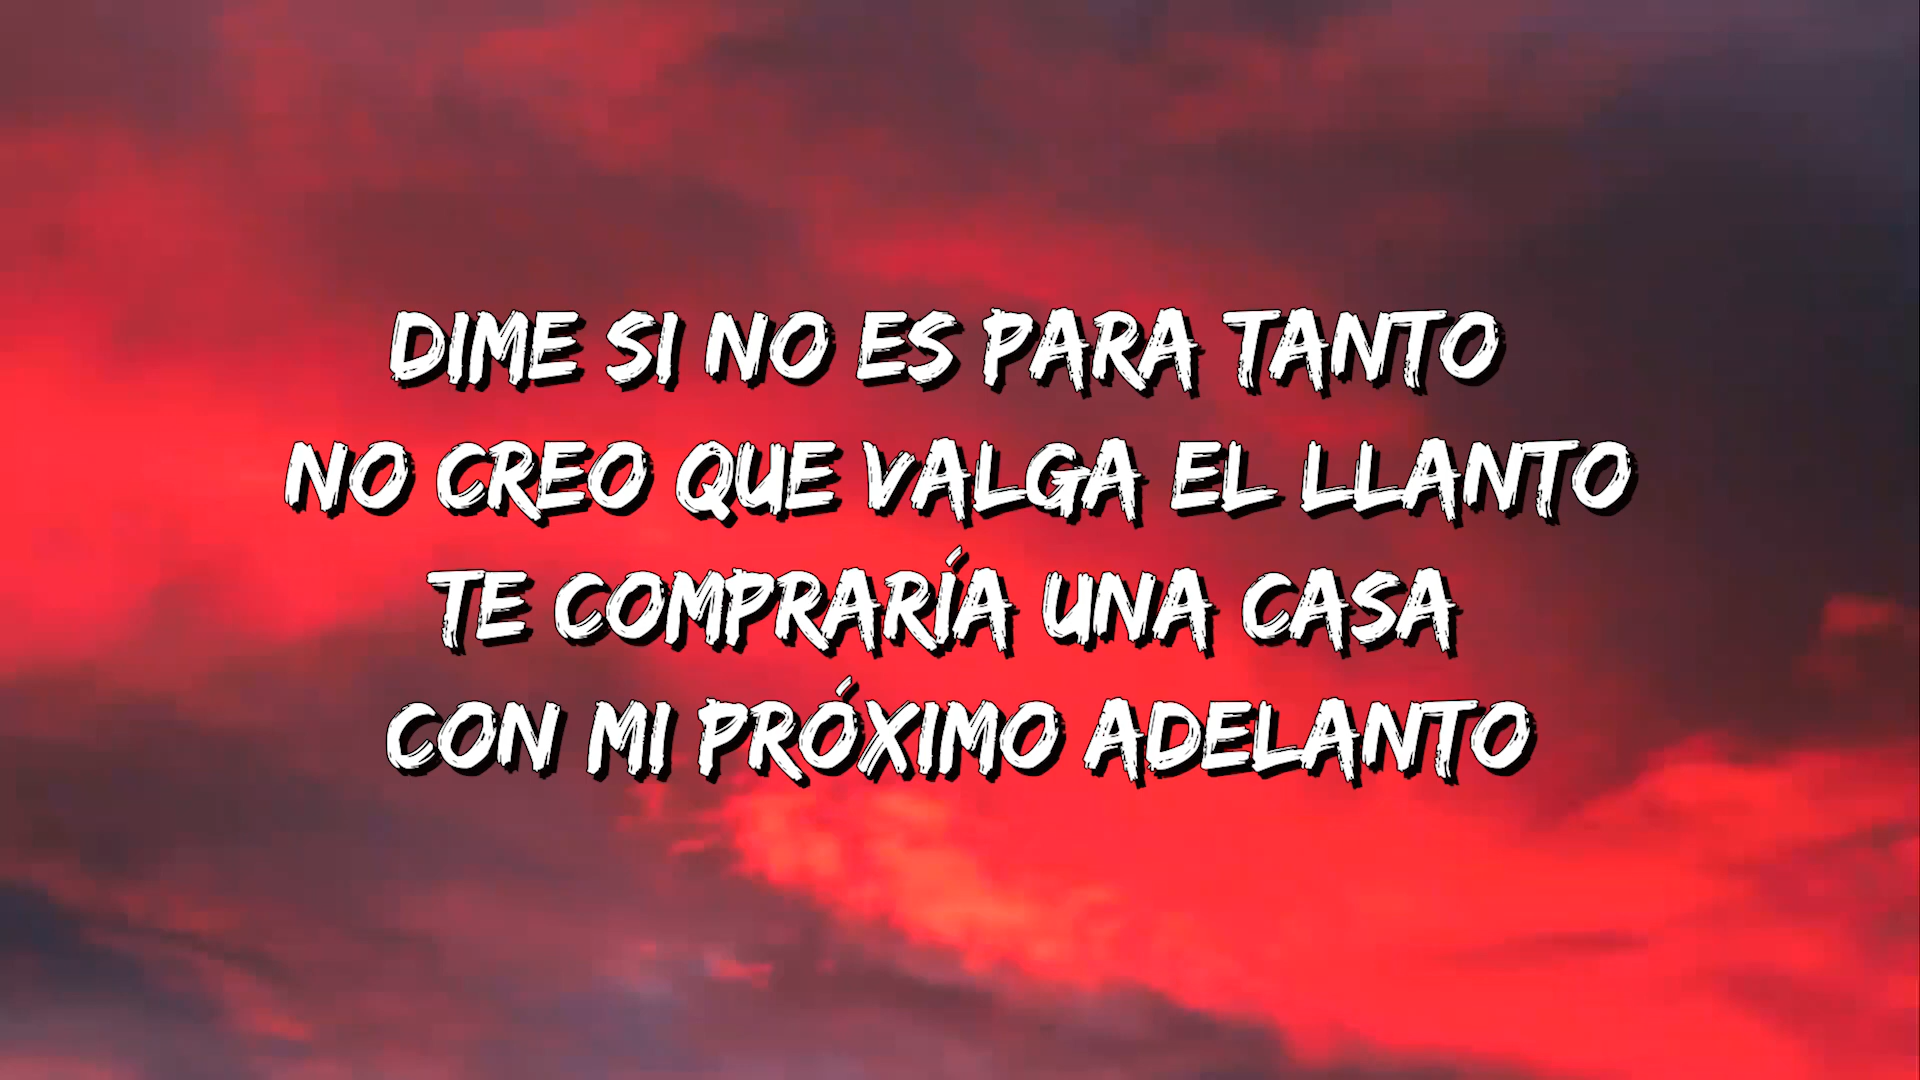 DIME SI NO ES PARA TANTO
NO CREO QUE VALGA EL LLANTO
TE COMPRARÍA UNA CASA
CON MI PRÓXIMO ADELANTO